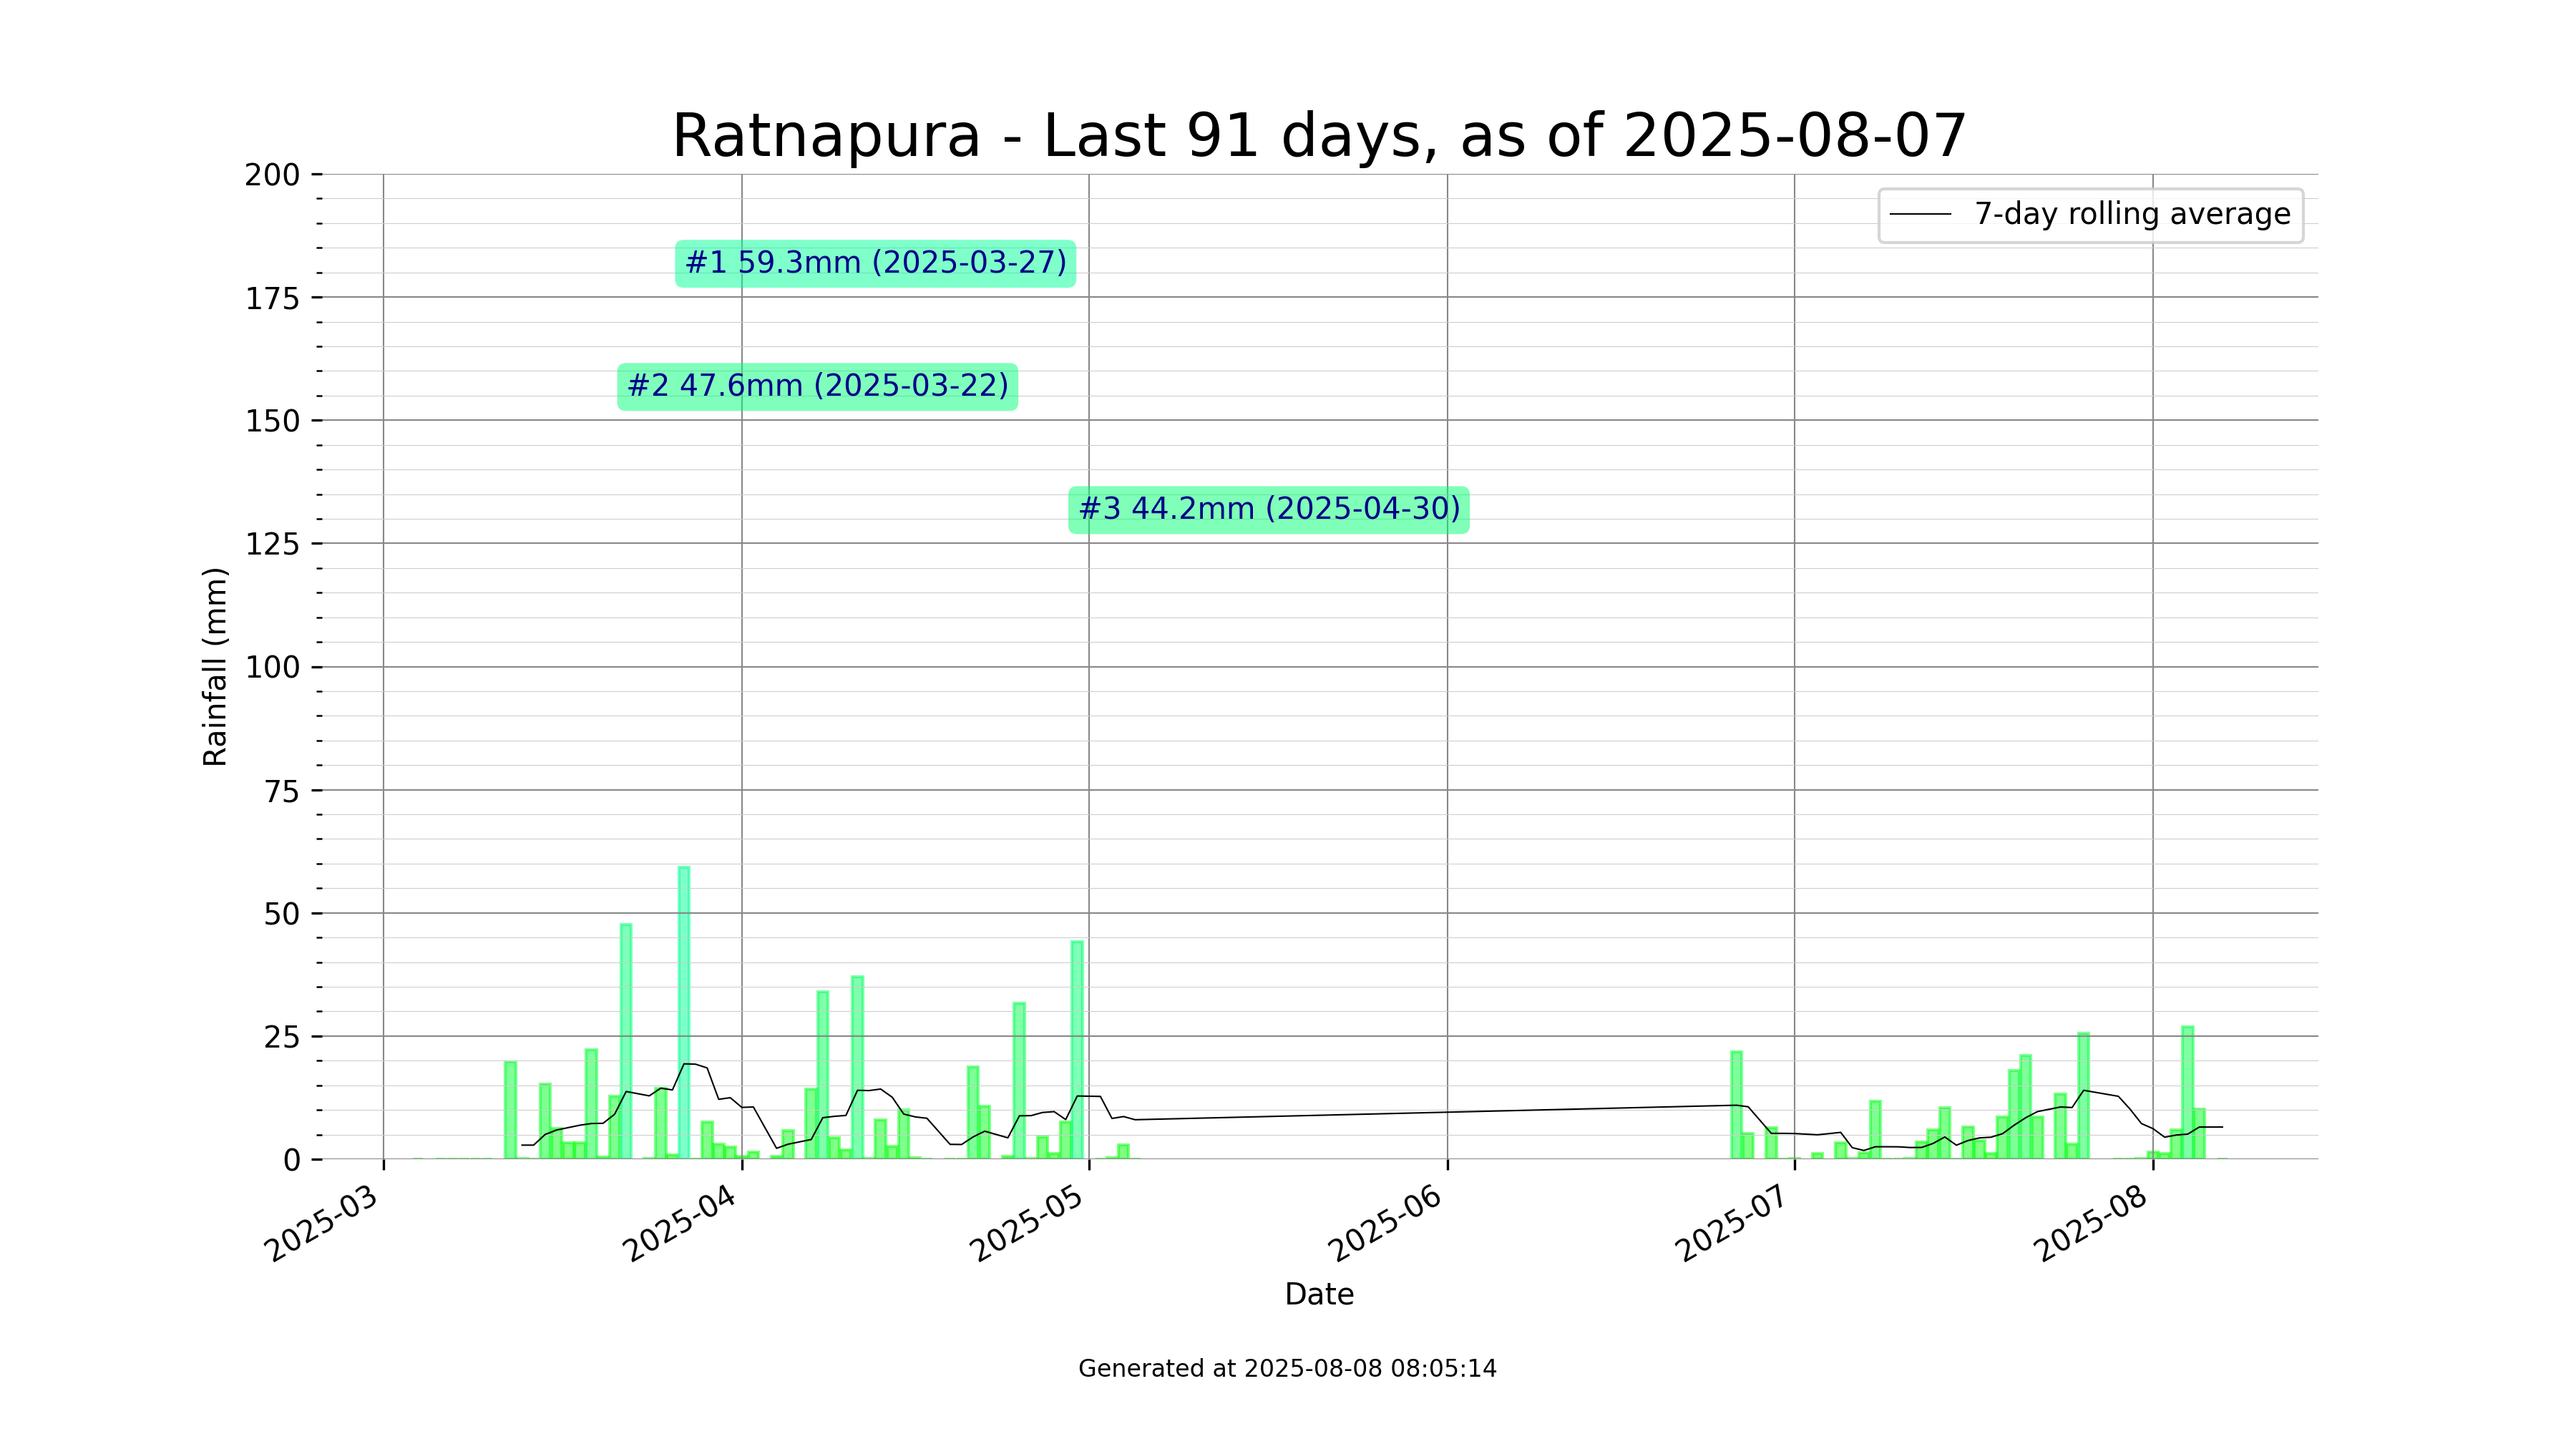 Ratnapura - Last 91 days, as of 2025-08-07
7-day rolling average
#1 59.3mm (2025-03-27)
#2 47.6mm (2025-03-22)
#3 44.2mm (2025-04-30)
Rainfall (mm)
200
175
150
125
100
75
50
25
0
2025-03
2025-04
2025-05
2025-06
2025-07
2025-08
Date
Generated at 2025-08-08 08:05:14